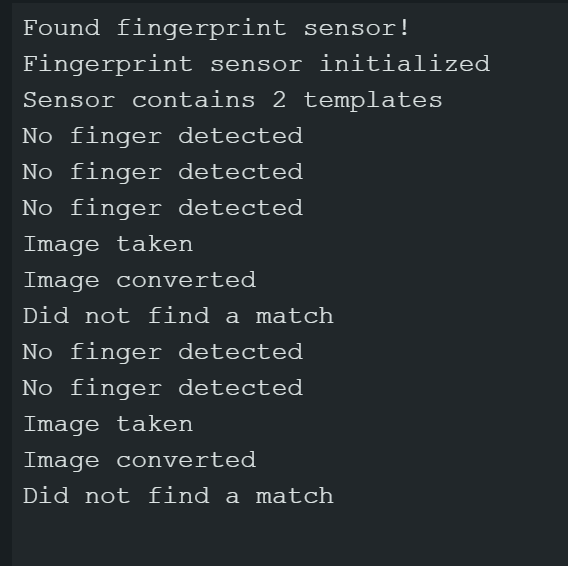 Found fingerprint sensor!
Fingerprint sensor initialized
Sensor contains 2 templates
No finger detected
No finger detected
No finger detected
Image taken
Image converted
Did not find a match
No finger detected
No finger detected
Image taken
Image converted
Did not find a match